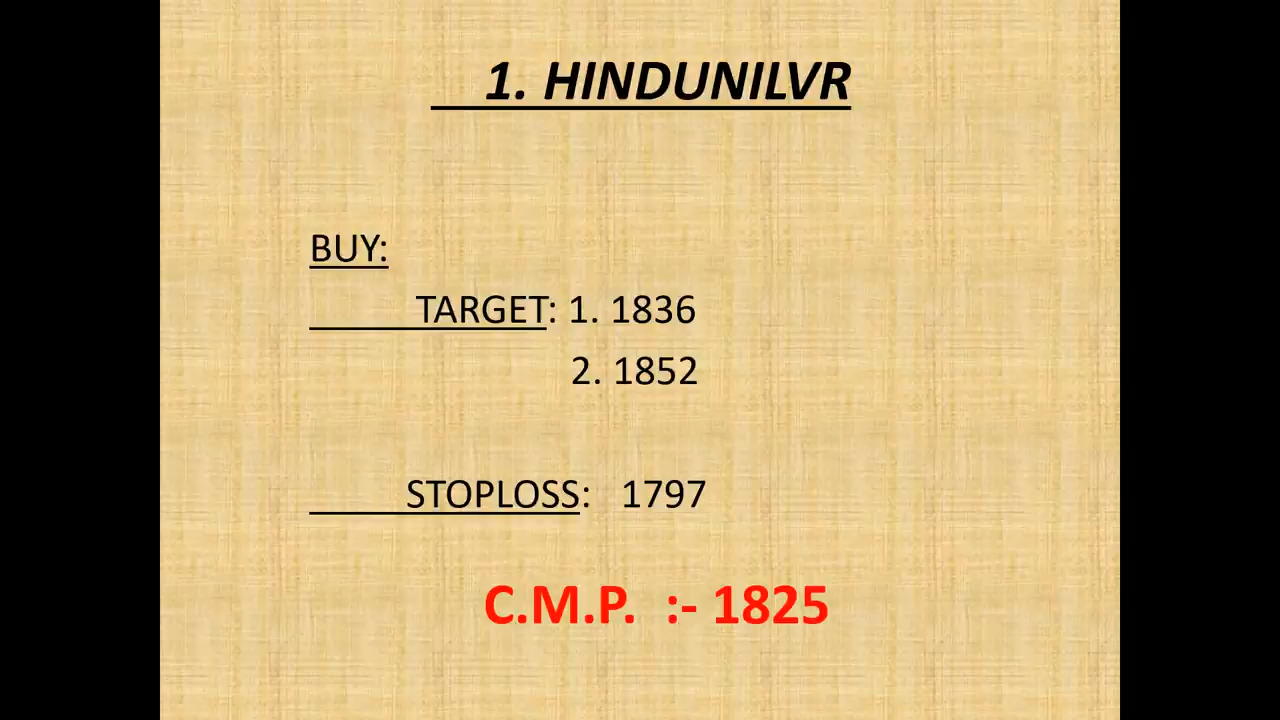 1. HINDUNILVR
BUY:
TARGET: 1. 1836
2. 1852
STOPLOSS: 1797
C.M.P. :- 1825